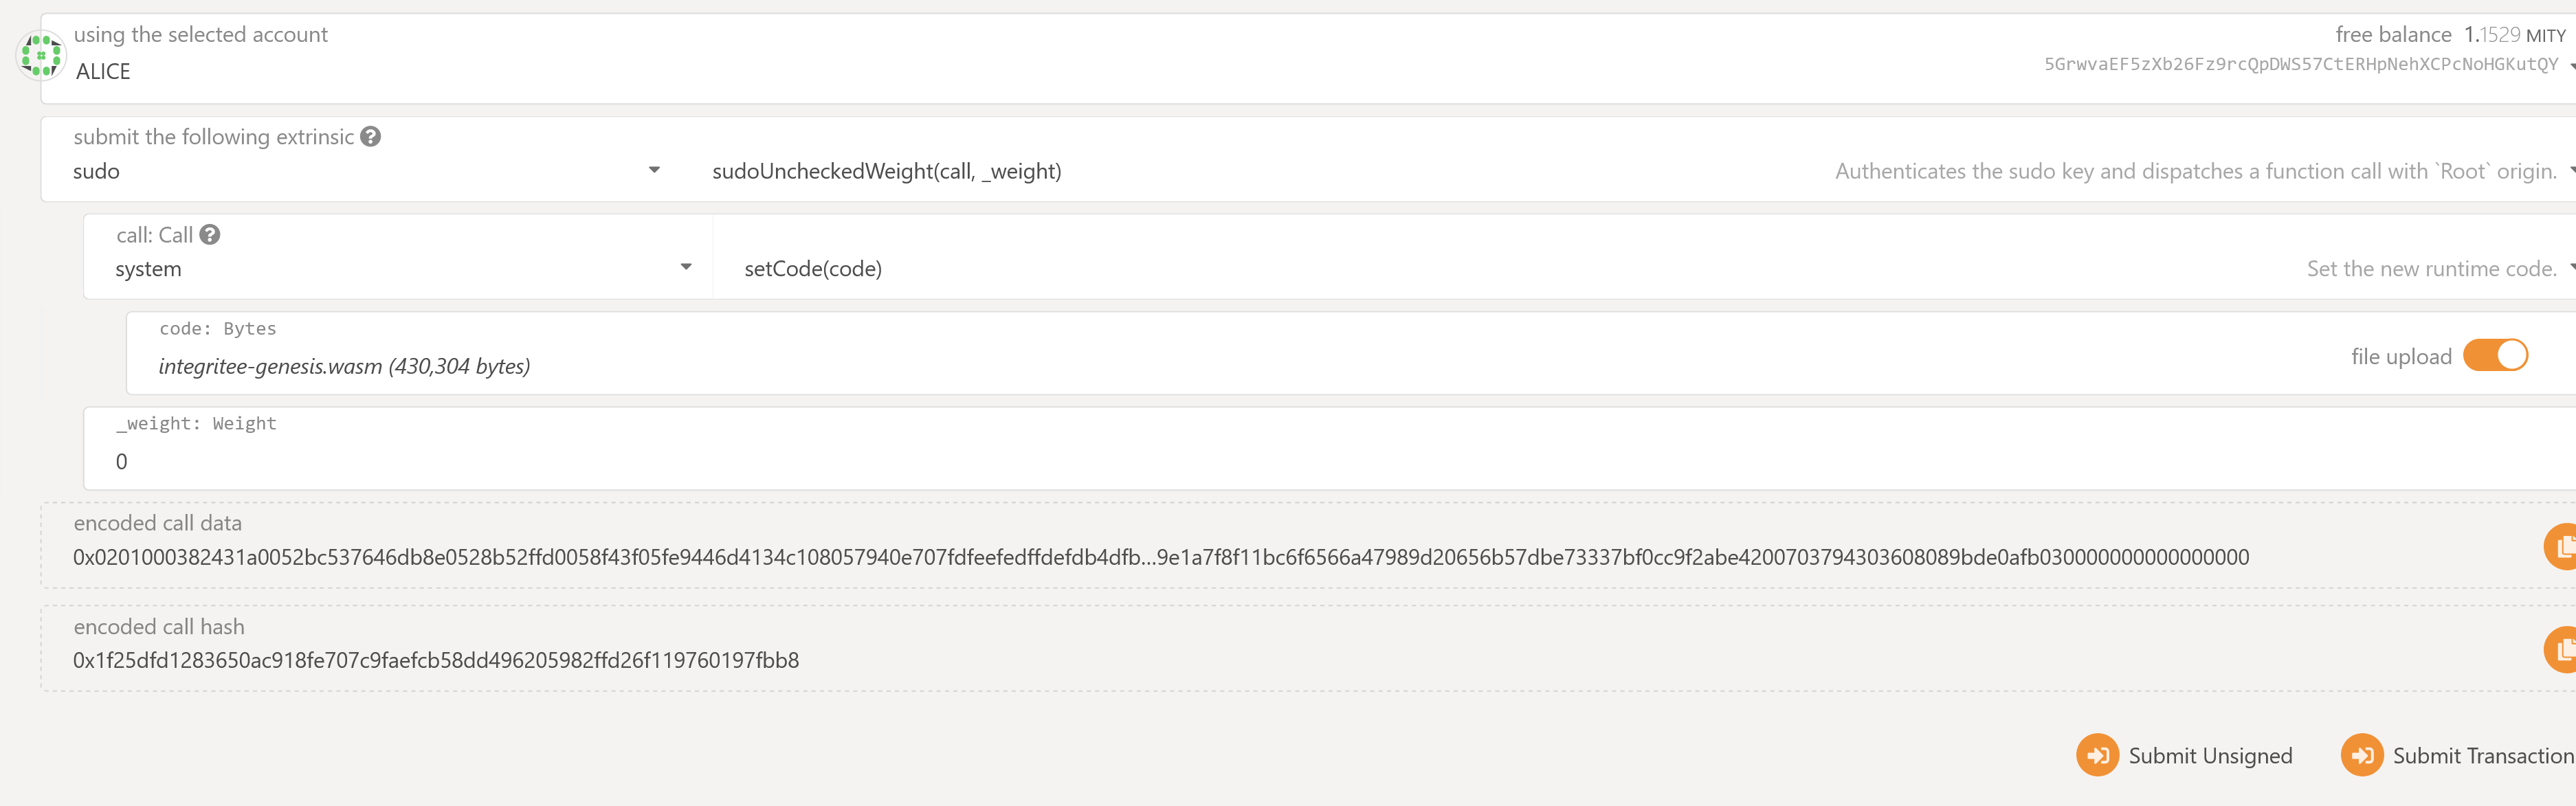 using the selected account
ALICE
free balance 1.1529 MITY
5GrwvaEF5zXb26Fz9rcQpDWS57CtERHpNehXCPcNoHGKutQY
submit the following extrinsic ?
sudo
sudoUncheckedWeight(call, _weight)
Authenticates the sudo key and dispatches a function call with `Root` origin.
call: Call ?
system
setCode(code)
Set the new runtime code.
code: Bytes
integritee-genesis.wasm (430,304 bytes)
file upload
_weight: Weight
0
encoded call data
0x0201000382431a0052bc537646db8e0528b52ffd0058f43f05fe9446d4134c108057940e707fdfeefedffdefdb4dfb…9e1a7f8f11bc6f6566a47989d20656b57dbe73337bf0cc9f2abe4200703794303608089bde0afb030000000000000000
encoded call hash
0x1f25dfd1283650ac918fe707c9faefcb58dd496205982ffd26f119760197fbb8
Submit Unsigned
Submit Transaction